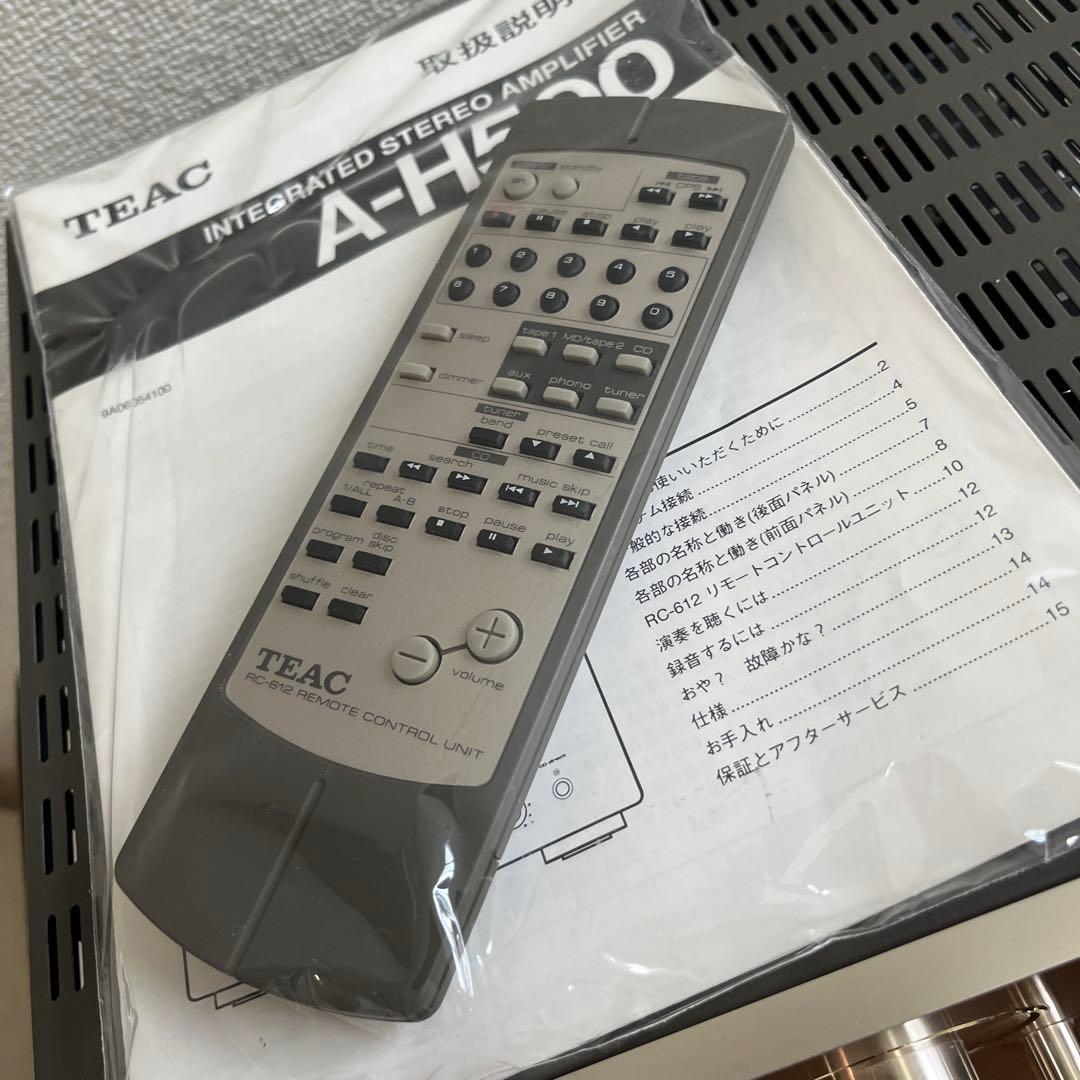 取扱説明
TEAC
INTEGRATED STEREO AMPLIFIER
A-H5
00
9A06054100
standby
tape
CPS
pause stop play play
1 2 3 4 5
6 7 8 9 0
sleep
tape 1 MD/tape 2 CD
dimmer
aux phono tuner
tuner
band preset call
CD
time search music skip
repeat
1/ALL A-B stop pause play
disc
program skip
shuffle clear
− +
volume
TEAC
RC-612 REMOTE CONTROL UNIT
使いいただくために 2
テム接続 4
般的な接続 5
各部の名称と働き(後面パネル) 7
各部の名称と働き(前面パネル) 8
RC-612 リモートコントロールユニット 10
演奏を聴くには 12
録音するには 12
おや? 故障かな? 13
仕様 14
お手入れ 14
保証とアフターサービス 15
CD direct